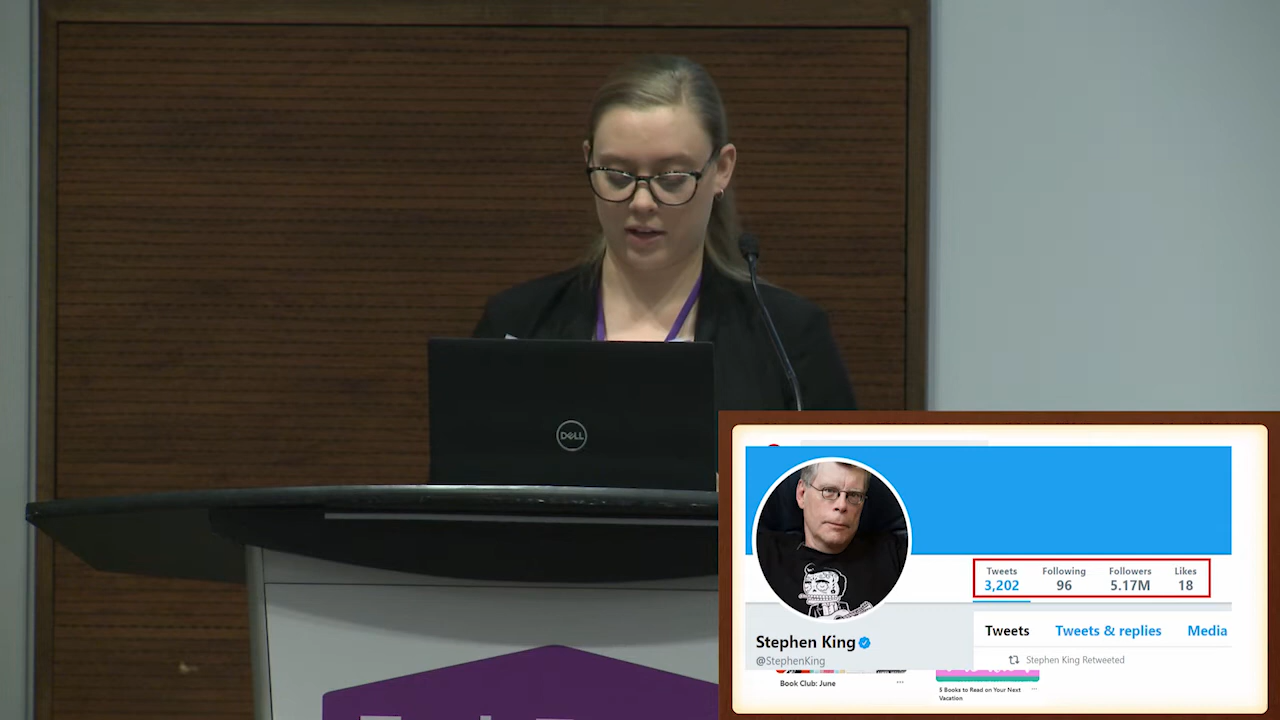 DELL
Tweets Following Followers Likes
3,202 96 5.17M 18
Tweets Tweets & replies Media
Stephen King
@StephenKing
Stephen King Retweeted
Book Club: June
5 Books to Read on Your Next
Vacation